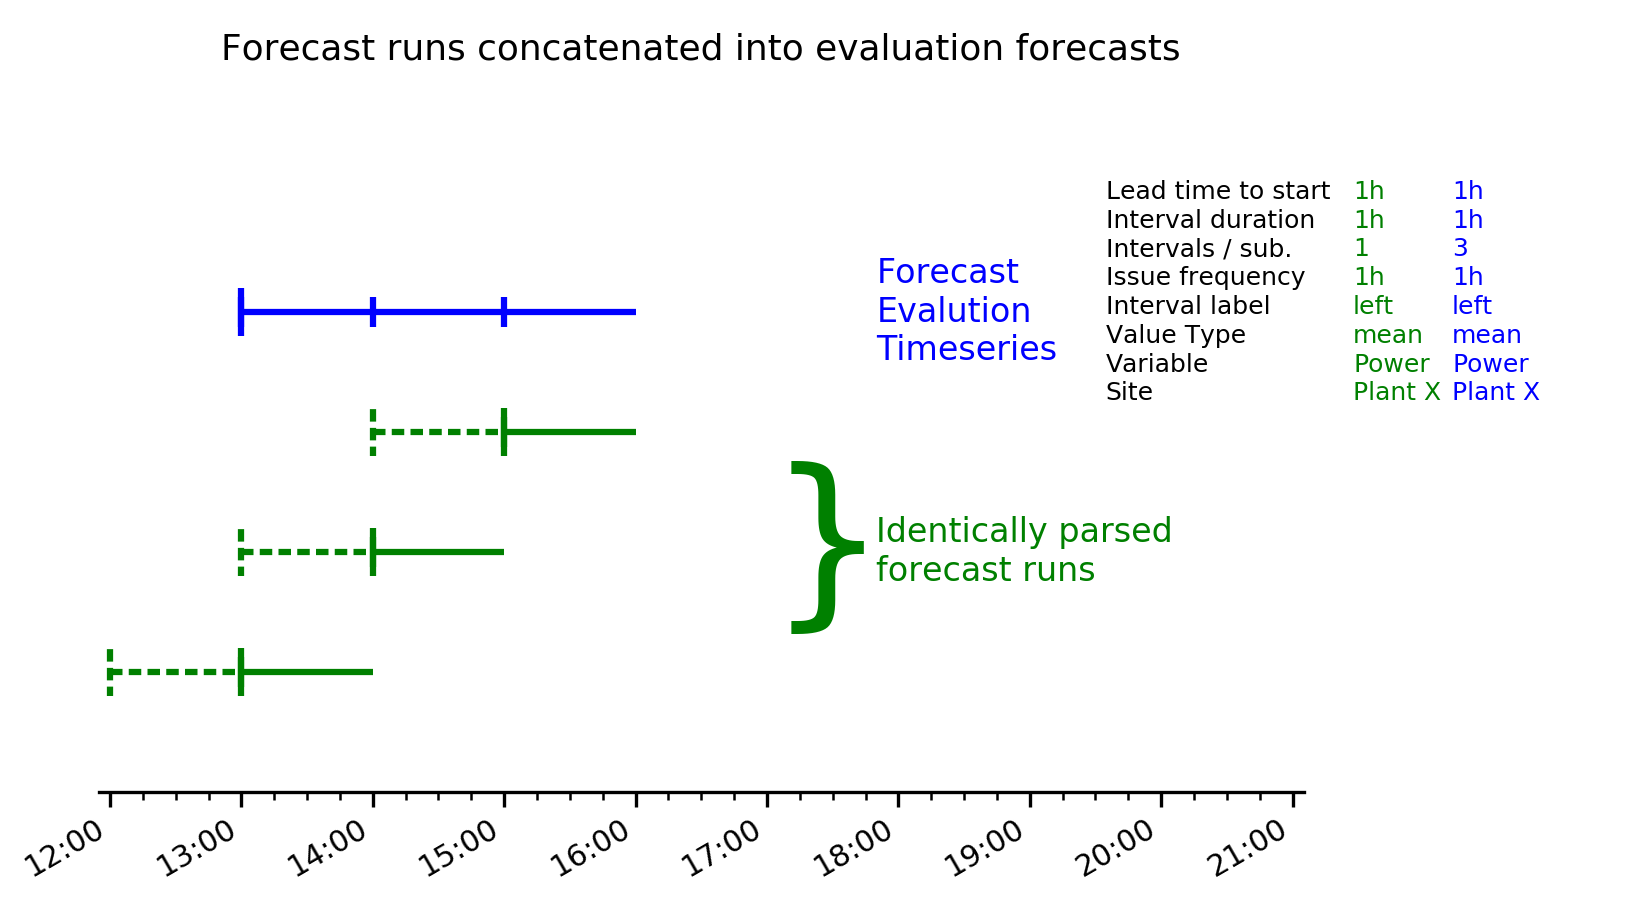 Forecast runs concatenated into evaluation forecasts
Lead time to start 1h 1h
Interval duration 1h 1h
Intervals / sub. 1 3
Issue frequency 1h 1h
Interval label left left
Value Type mean mean
Variable Power Power
Site Plant X Plant X
Forecast
Evalution
Timeseries
}
Identically parsed
forecast runs
12:00 13:00 14:00 15:00 16:00 17:00 18:00 19:00 20:00 21:00